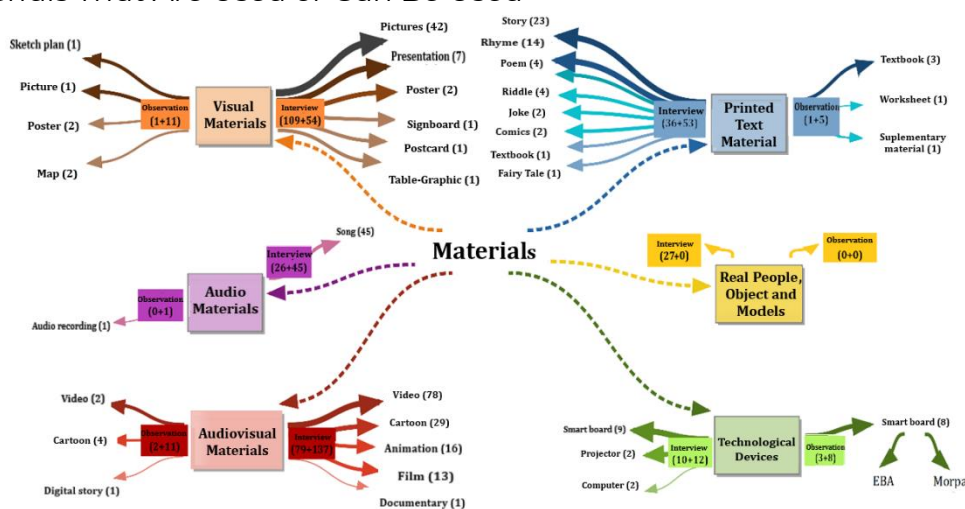 Sketch plan (1)
Picture (1)
Poster (2)
Map (2)
Observation
(1+11)
Visual
Materials
Interview
(109+54)
Pictures (42)
Presentation (7)
Poster (2)
Signboard (1)
Postcard (1)
Table-Graphic (1)
Story (23)
Rhyme (14)
Poem (4)
Riddle (4)
Joke (2)
Comics (2)
Textbook (1)
Fairy Tale (1)
Interview
(36+53)
Printed
Text
Material
Observation
(1+5)
Textbook (3)
Worksheet (1)
Suplementary
material (1)
Materials
Song (45)
Interview
(26+45)
Audio
Materials
Observation
(0+1)
Audio recording (1)
Interview
(27+0)
Observation
(0+0)
Real People,
Object and
Models
Video (2)
Cartoon (4)
Digital story (1)
Observation
(2+11)
Audiovisual
Materials
Interview
(79+137)
Video (78)
Cartoon (29)
Animation (16)
Film (13)
Documentary (1)
Smart board (9)
Projector (2)
Computer (2)
Interview
(10+12)
Technological
Devices
Observation
(3+8)
Smart board (8)
EBA
Morpa